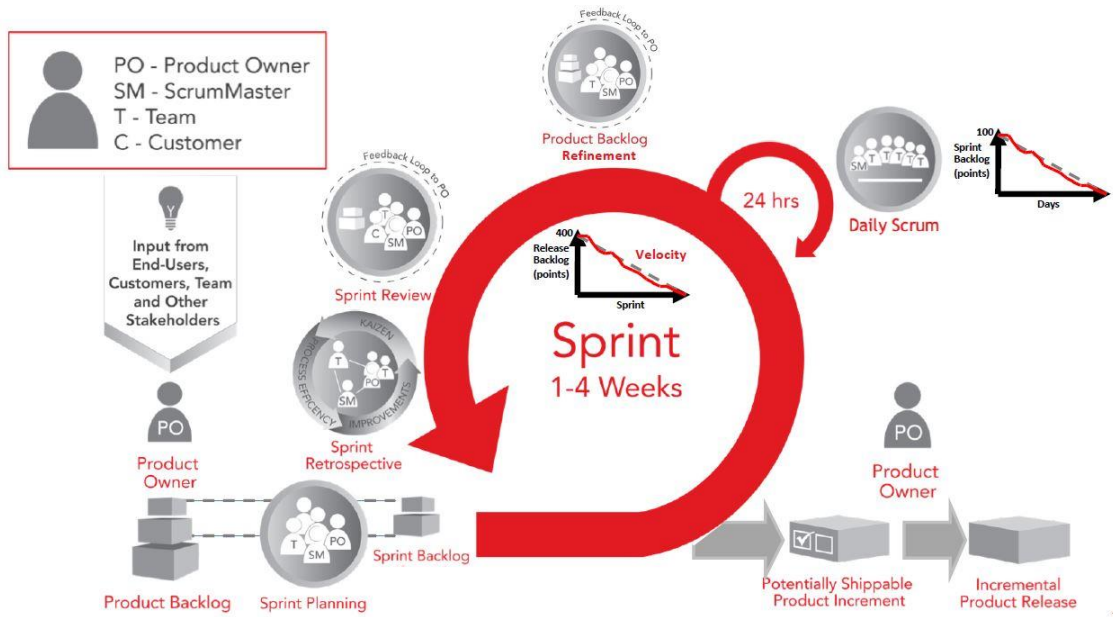 PO - Product Owner
SM - ScrumMaster
T - Team
C - Customer
Input from
End-Users,
Customers, Team
and Other
Stakeholders
PO
Product
Owner
Product Backlog
T
SM
PO
Sprint Planning
Sprint Backlog
Feedback Loop to PO
T
SM
PO
Product Backlog
Refinement
Feedback Loop to PO
T
C
SM
PO
Sprint Review
KAIZEN
PROCESS EFFICENCY
IMPROVEMENTS
T
SM
PO
T
Sprint
Retrospective
400
Release
Backlog
(points)
Velocity
Sprint
Sprint
1-4 Weeks
24 hrs
SM T T T T T
Daily Scrum
100
Sprint
Backlog
(points)
Days
PO
Product
Owner
Potentially Shippable
Product Increment
Incremental
Product Release